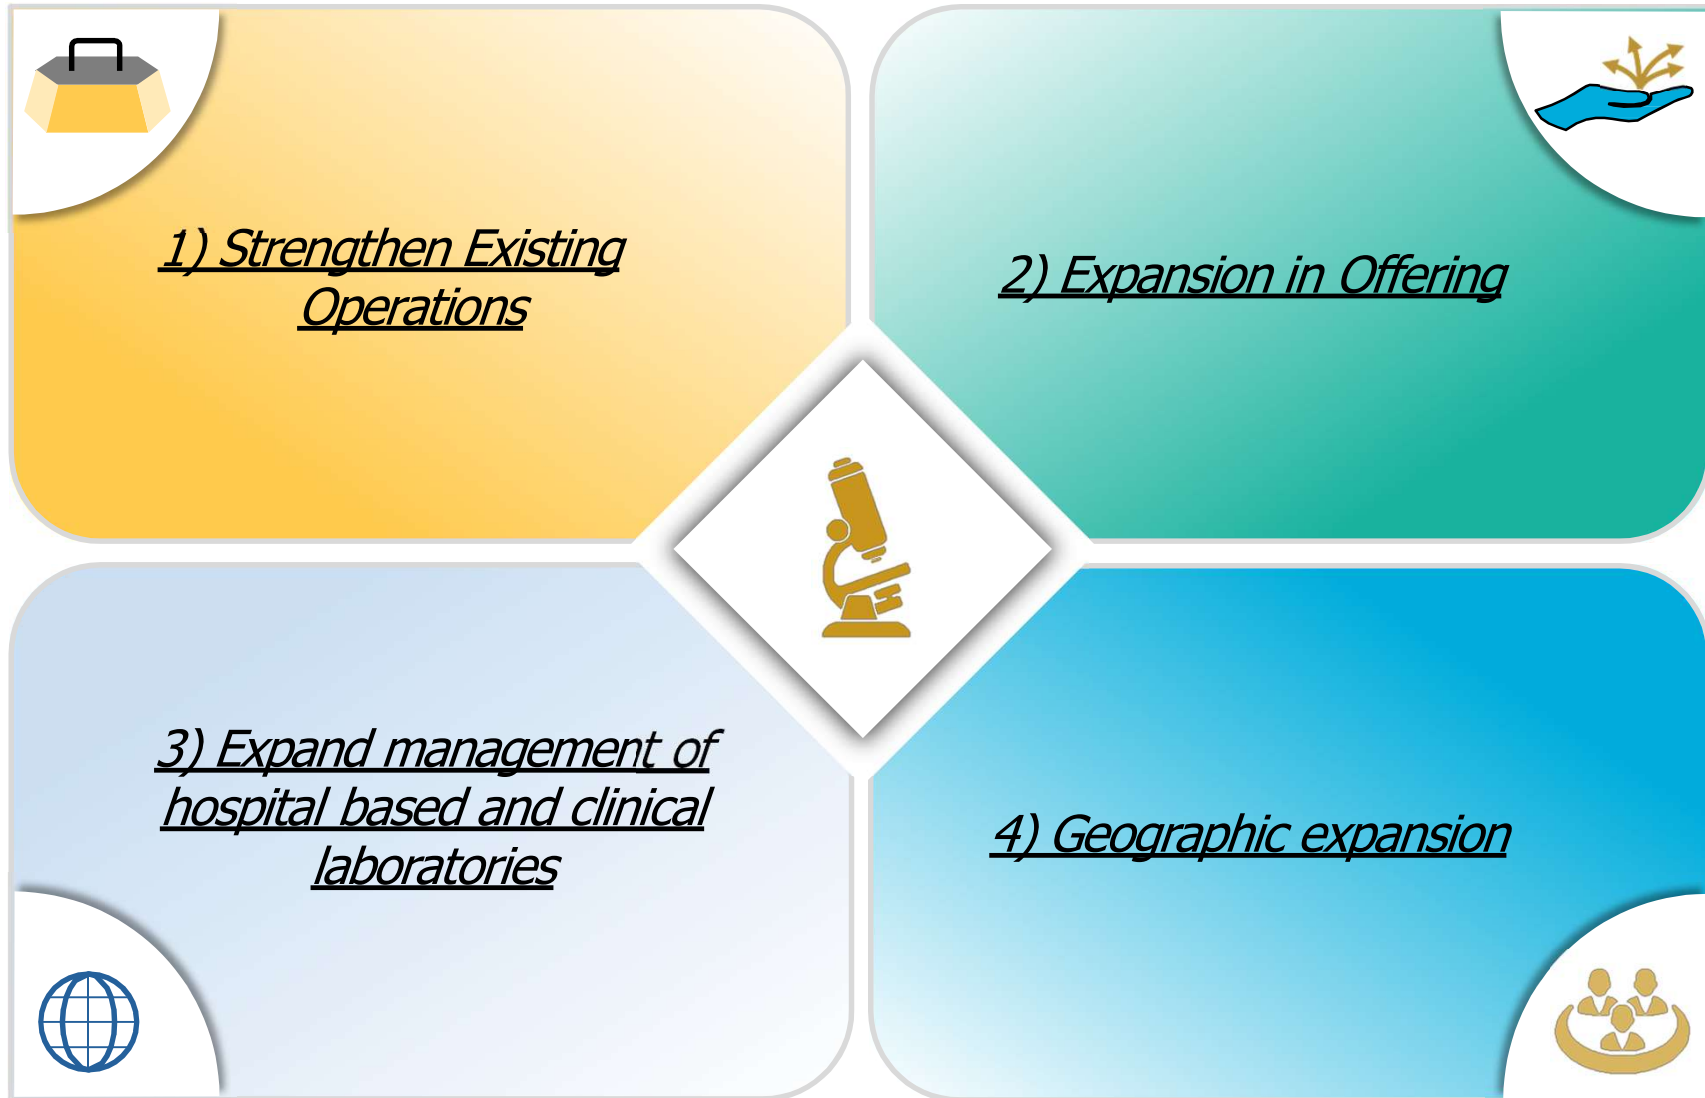 1) Strengthen Existing
Operations
2) Expansion in Offering
3) Expand management of
hospital based and clinical
laboratories
4) Geographic expansion